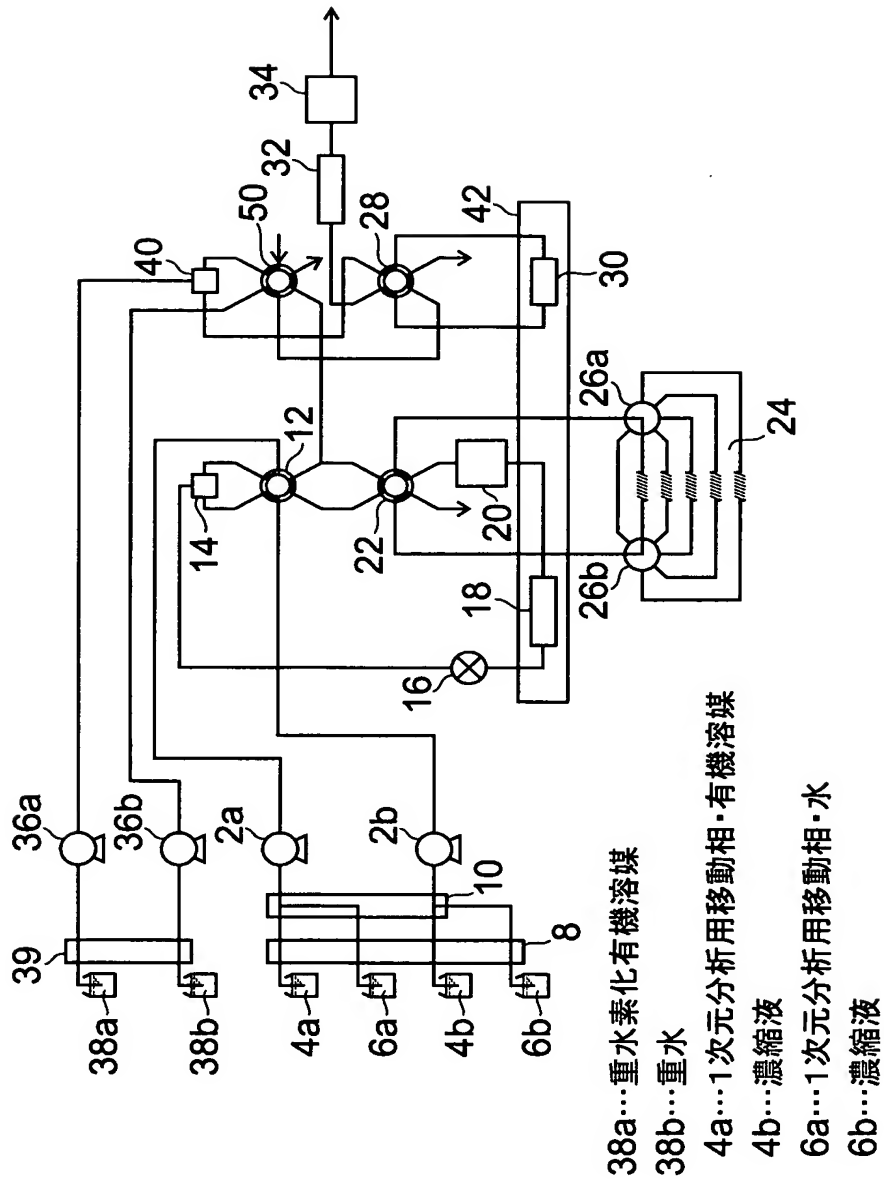 34
32
50
40
28
42
30
12
14
22
20
26a
24
18
26b
16
36a
36b
2a
2b
10
39
8
38a
38b
4a
6a
4b
6b
38a…重水素化有機溶媒
38b…重水
4a…1次元分析用移動相・有機溶媒
4b…濃縮液
6a…1次元分析用移動相・水
6b…濃縮液